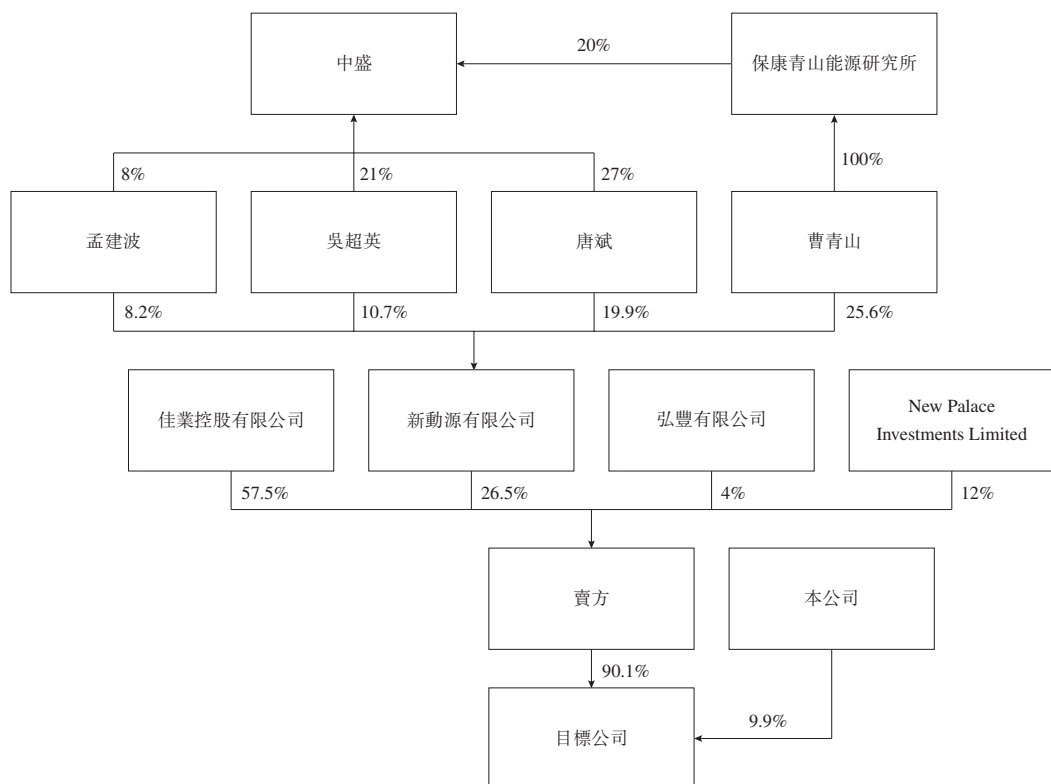 中盛
20%
保康青山能源研究所
8%
21%
27%
100%
孟建波
吳超英
唐斌
曹青山
8.2%
10.7%
19.9%
25.6%
佳業控股有限公司
新動源有限公司
弘豐有限公司
New Palace
Investments Limited
57.5%
26.5%
4%
12%
賣方
本公司
90.1%
目標公司
9.9%